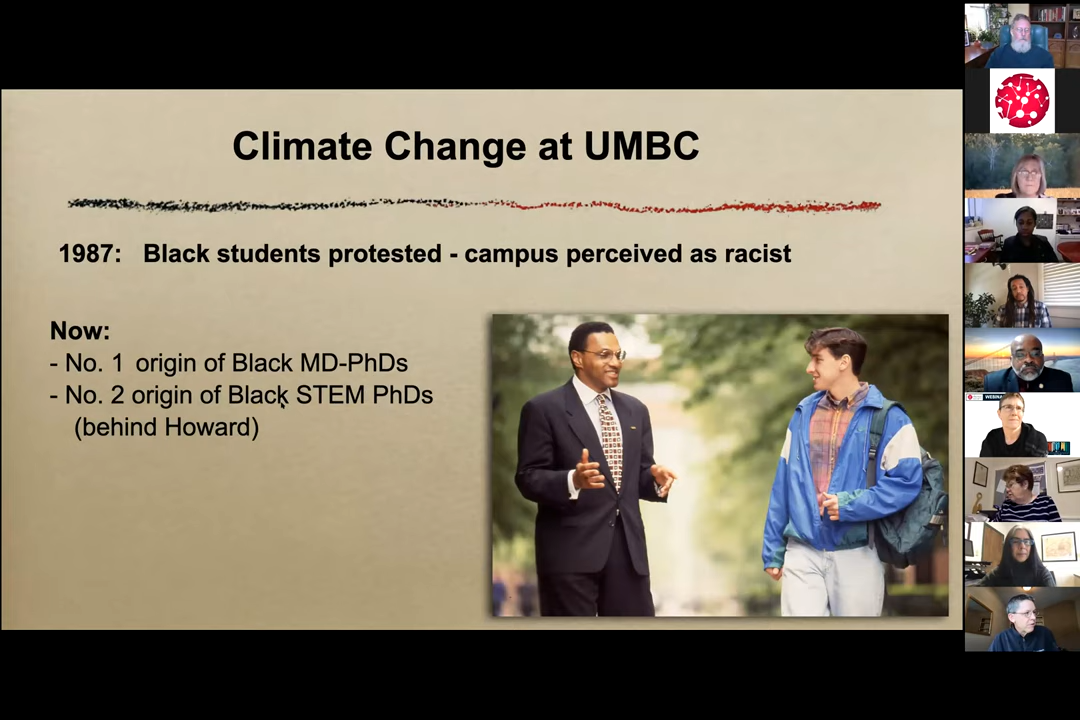 Climate Change at UMBC
1987: Black students protested - campus perceived as racist
Now:
- No. 1 origin of Black MD-PhDs
- No. 2 origin of Black STEM PhDs
(behind Howard)
WEBINA